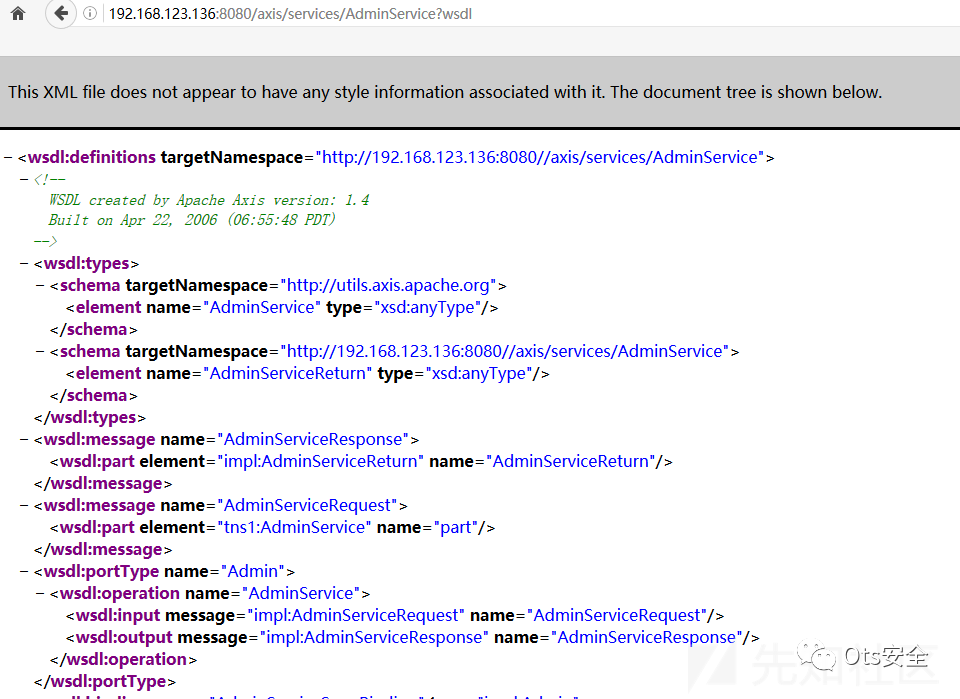 192.168.123.136:8080/axis/services/AdminService?wsdl
This XML file does not appear to have any style information associated with it. The document tree is shown below.
– <wsdl:definitions targetNamespace="http://192.168.123.136:8080//axis/services/AdminService">
– <!--
WSDL created by Apache Axis version: 1.4
Built on Apr 22, 2006 (06:55:48 PDT)
-->
– <wsdl:types>
– <schema targetNamespace="http://utils.axis.apache.org">
<element name="AdminService" type="xsd:anyType"/>
</schema>
– <schema targetNamespace="http://192.168.123.136:8080//axis/services/AdminService">
<element name="AdminServiceReturn" type="xsd:anyType"/>
</schema>
</wsdl:types>
– <wsdl:message name="AdminServiceResponse">
<wsdl:part element="impl:AdminServiceReturn" name="AdminServiceReturn"/>
</wsdl:message>
– <wsdl:message name="AdminServiceRequest">
<wsdl:part element="tns1:AdminService" name="part"/>
</wsdl:message>
– <wsdl:portType name="Admin">
– <wsdl:operation name="AdminService">
<wsdl:input message="impl:AdminServiceRequest" name="AdminServiceRequest"/>
<wsdl:output message="impl:AdminServiceResponse" name="AdminServiceResponse"/>
</wsdl:operation>
</wsdl:portType>
先知社区
Ots安全